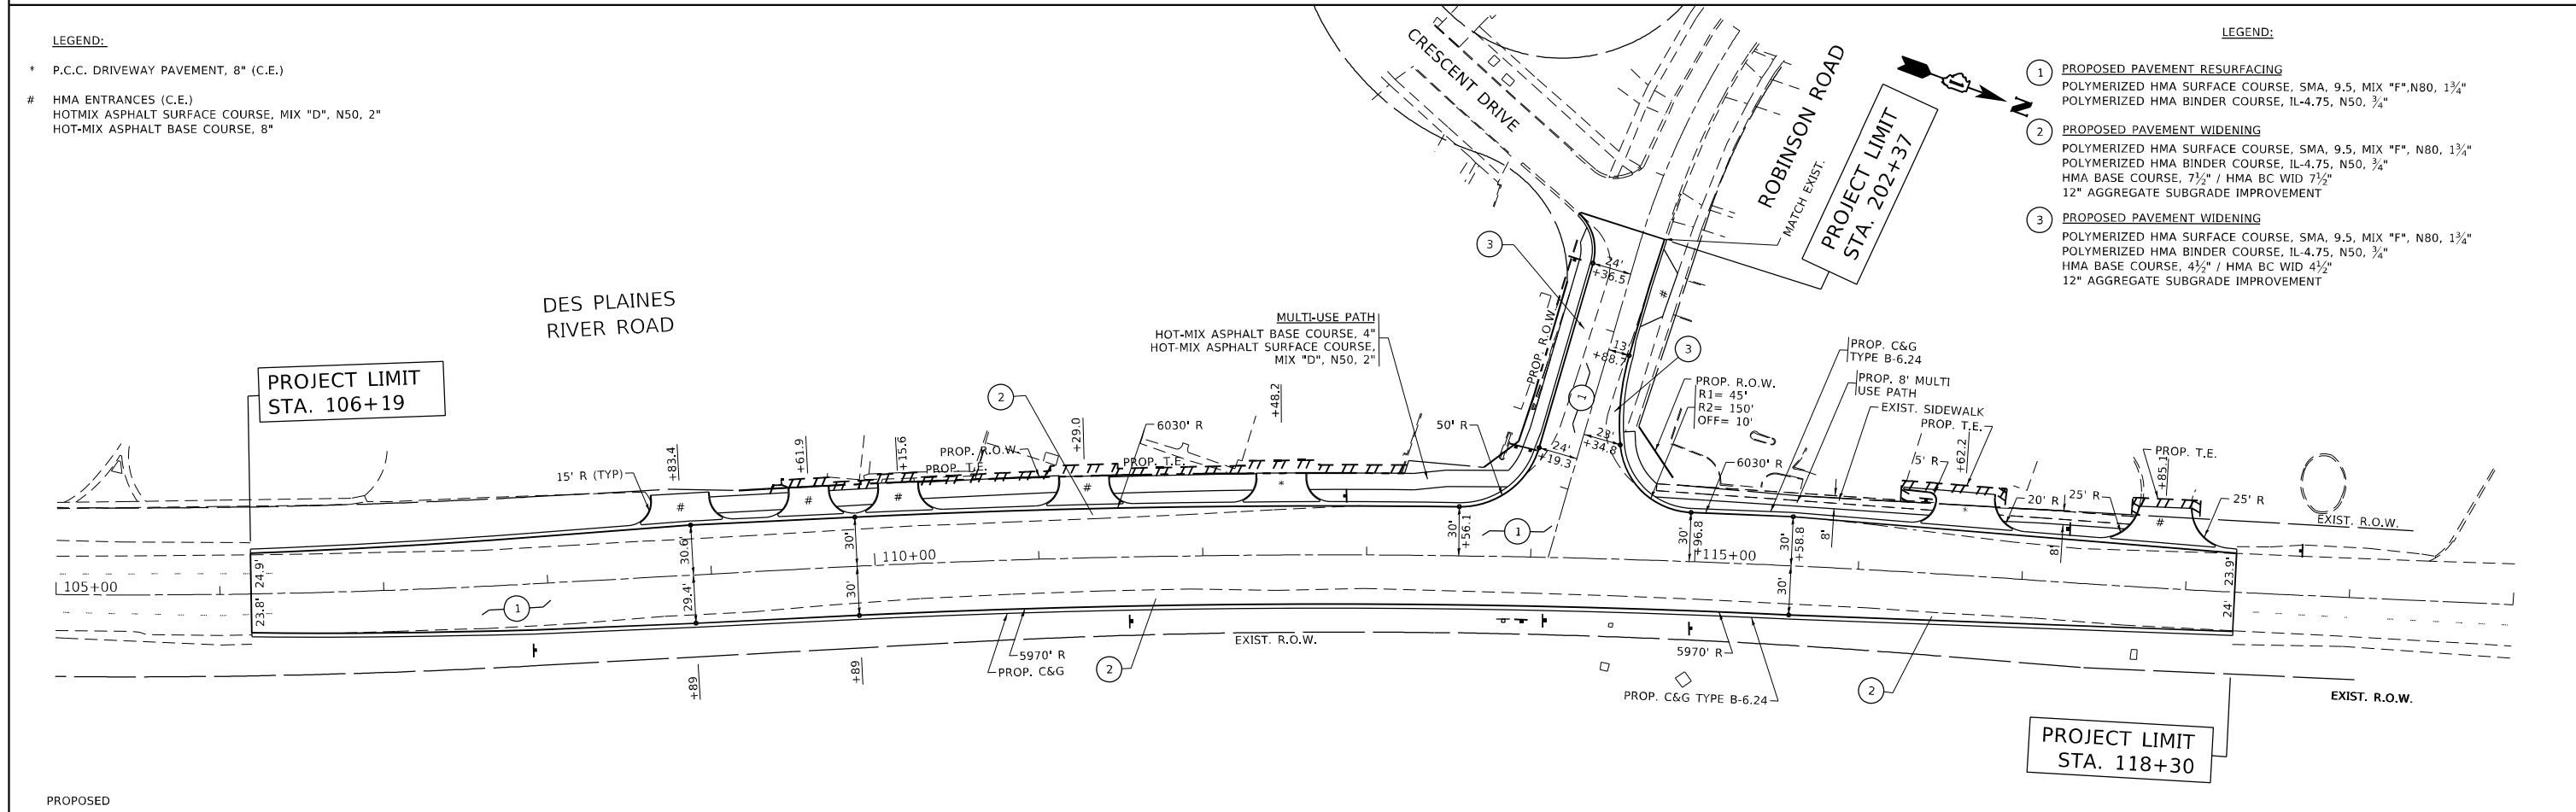 LEGEND:
* P.C.C. DRIVEWAY PAVEMENT, 8" (C.E.)
# HMA ENTRANCES (C.E.)
HOTMIX ASPHALT SURFACE COURSE, MIX "D", N50, 2"
HOT-MIX ASPHALT BASE COURSE, 8"
LEGEND:
1 PROPOSED PAVEMENT RESURFACING
POLYMERIZED HMA SURFACE COURSE, SMA, 9.5, MIX "F",N80, 1¾"
POLYMERIZED HMA BINDER COURSE, IL-4.75, N50, ¾"
2 PROPOSED PAVEMENT WIDENING
POLYMERIZED HMA SURFACE COURSE, SMA, 9.5, MIX "F", N80, 1¾"
POLYMERIZED HMA BINDER COURSE, IL-4.75, N50, ¾"
HMA BASE COURSE, 7½" / HMA BC WID 7½"
12" AGGREGATE SUBGRADE IMPROVEMENT
3 PROPOSED PAVEMENT WIDENING
POLYMERIZED HMA SURFACE COURSE, SMA, 9.5, MIX "F", N80, 1¾"
POLYMERIZED HMA BINDER COURSE, IL-4.75, N50, ¾"
HMA BASE COURSE, 4½" / HMA BC WID 4½"
12" AGGREGATE SUBGRADE IMPROVEMENT
CRESCENT DRIVE
ROBINSON ROAD
MATCH EXIST.
PROJECT LIMIT
STA. 202+37
N
DES PLAINES
RIVER ROAD
PROJECT LIMIT
STA. 106+19
MULTI-USE PATH
HOT-MIX ASPHALT BASE COURSE, 4"
HOT-MIX ASPHALT SURFACE COURSE,
MIX "D", N50, 2"
3
24'
+36.5
#
PROP. R.O.W.
13'
+88.7
3
1
23'
+34.8
24'
+19.3
50' R
PROP. R.O.W.
R1= 45'
R2= 150'
OFF= 10'
PROP. C&G
TYPE B-6.24
PROP. 8' MULTI
USE PATH
EXIST. SIDEWALK
PROP. T.E.
+62.2
5' R
PROP. T.E.
+85.1
6030' R
20' R
25' R
25' R
EXIST. R.O.W.
2
6030' R
+48.2
+29.0
+15.6
+61.9
+83.4
15' R (TYP)
PROP. R.O.W.
PROP. T.E.
PROP. T.E.
#
#
#
#
*
*
#
105+00
24.9'
23.8'
30.6'
29.4'
30'
30'
110+00
1
1
30'
+56.1
30'
+96.8
115+00
30'
+58.8
30'
8'
8'
23.9'
24'
+89
+89
5970' R
PROP. C&G
2
EXIST. R.O.W.
5970' R
PROP. C&G TYPE B-6.24
2
EXIST. R.O.W.
PROJECT LIMIT
STA. 118+30
PROPOSED